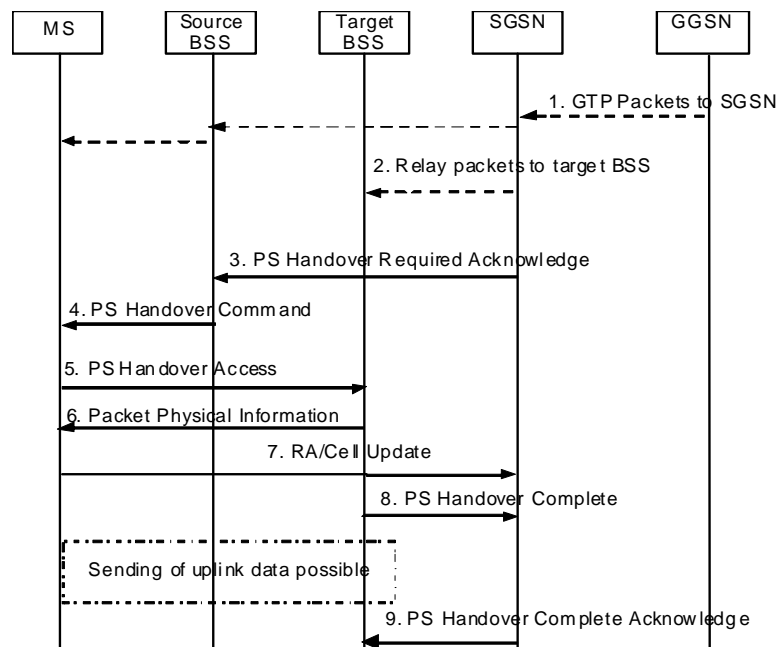 MS
Source
BSS
Target
BSS
SGSN
GGSN
1. GTP Packets to SGSN
2. Relay packets to target BSS
3. PS Handover Required Acknowledge
4. PS Handover Command
5. PS Handover Access
6. Packet Physical Information
7. RA/Cell Update
8. PS Handover Complete
Sending of uplink data possible
9. PS Handover Complete Acknowledge